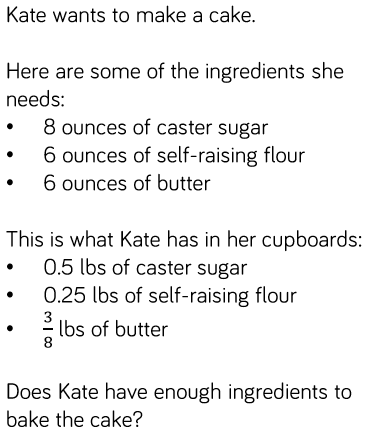 Kate wants to make a cake.
Here are some of the ingredients she
needs:
• 8 ounces of caster sugar
• 6 ounces of self-raising flour
• 6 ounces of butter
This is what Kate has in her cupboards:
• 0.5 lbs of caster sugar
• 0.25 lbs of self-raising flour
• 3/8 lbs of butter
Does Kate have enough ingredients to
bake the cake?